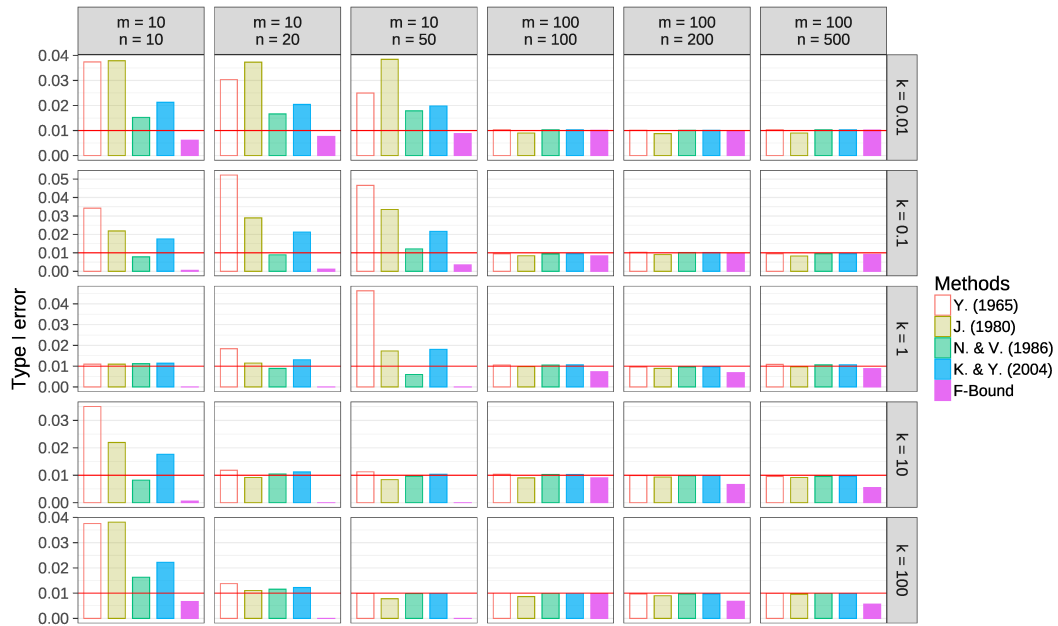 m = 10 m = 10 m = 10 m = 100 m = 100 m = 100
n = 10 n = 20 n = 50 n = 100 n = 200 n = 500
0.04
0.03
0.02
0.01
0.00
k = 0.01
0.05
0.04
0.03
0.02
0.01
0.00
k = 0.1
0.04
0.03
0.02
0.01
0.00
k = 1
0.03
0.02
0.01
0.00
k = 10
0.04
0.03
0.02
0.01
0.00
k = 100
Type I error
Methods
Y. (1965)
J. (1980)
N. & V. (1986)
K. & Y. (2004)
F-Bound